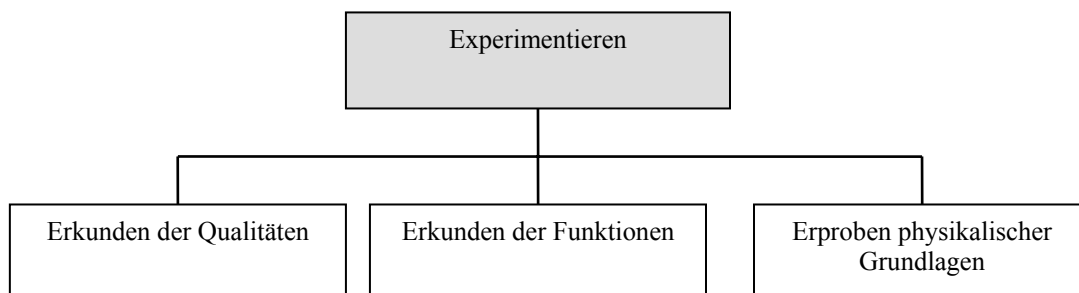 Experimentieren
Erkunden der Qualitäten
Erkunden der Funktionen
Erproben physikalischer
Grundlagen